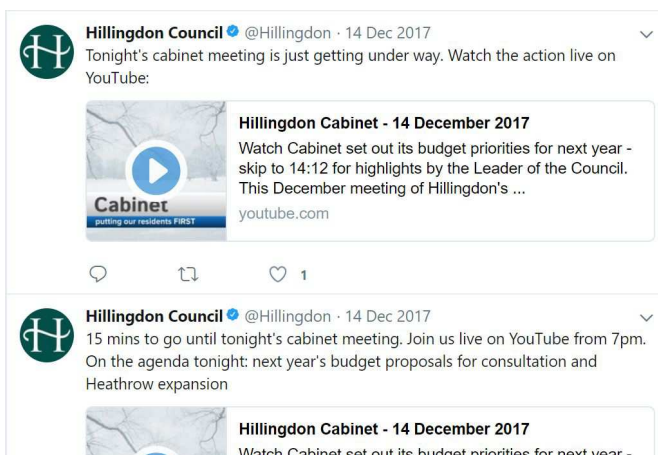 Hillingdon Council @Hillingdon · 14 Dec 2017
Tonight's cabinet meeting is just getting under way. Watch the action live on
YouTube:
Hillingdon Cabinet - 14 December 2017
Watch Cabinet set out its budget priorities for next year -
skip to 14:12 for highlights by the Leader of the Council.
This December meeting of Hillingdon's ...
youtube.com
Cabinet
putting our residents FIRST
1
Hillingdon Council @Hillingdon · 14 Dec 2017
15 mins to go until tonight's cabinet meeting. Join us live on YouTube from 7pm.
On the agenda tonight: next year's budget proposals for consultation and
Heathrow expansion
Hillingdon Cabinet - 14 December 2017
Watch Cabinet set out its budget priorities for next year -